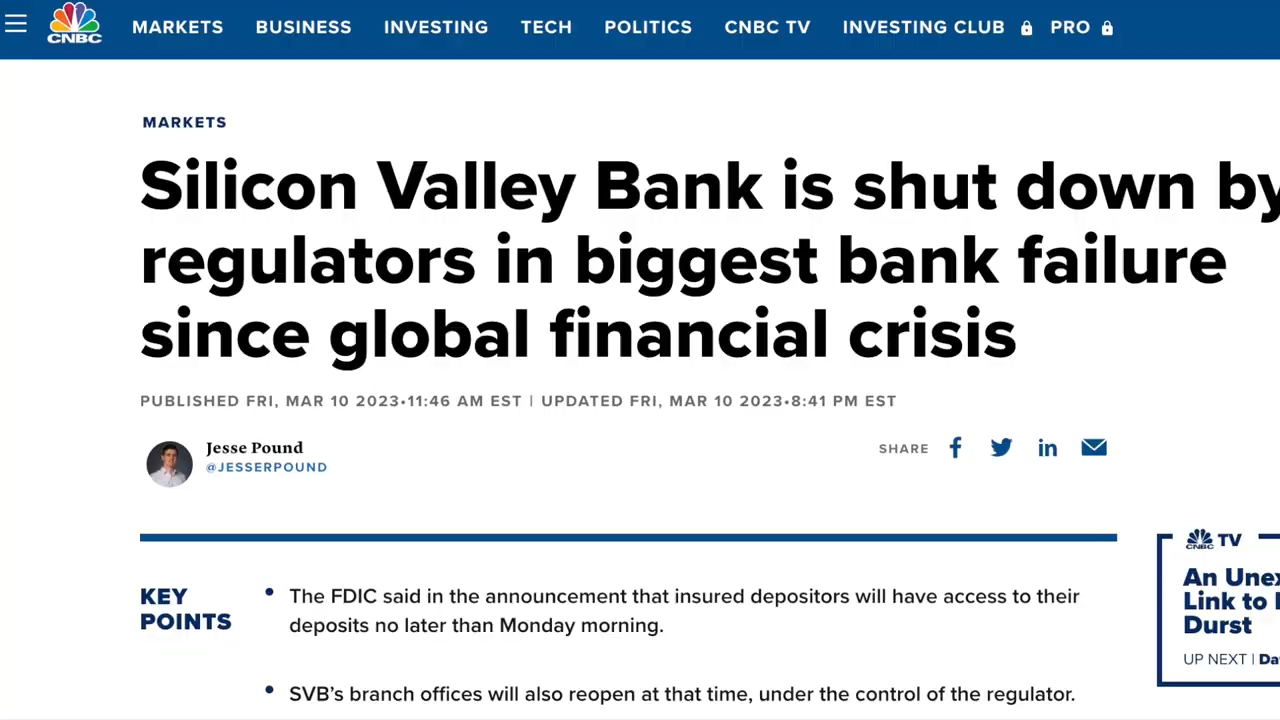 CNBC
MARKETS BUSINESS INVESTING TECH POLITICS CNBC TV INVESTING CLUB PRO
MARKETS
Silicon Valley Bank is shut down by
regulators in biggest bank failure
since global financial crisis
PUBLISHED FRI, MAR 10 2023•11:46 AM EST | UPDATED FRI, MAR 10 2023•8:41 PM EST
Jesse Pound
@JESSERPOUND
SHARE
KEY
POINTS
• The FDIC said in the announcement that insured depositors will have access to their
deposits no later than Monday morning.
• SVB’s branch offices will also reopen at that time, under the control of the regulator.
CNBC TV
An
Link to
Durst
UP NEXT |